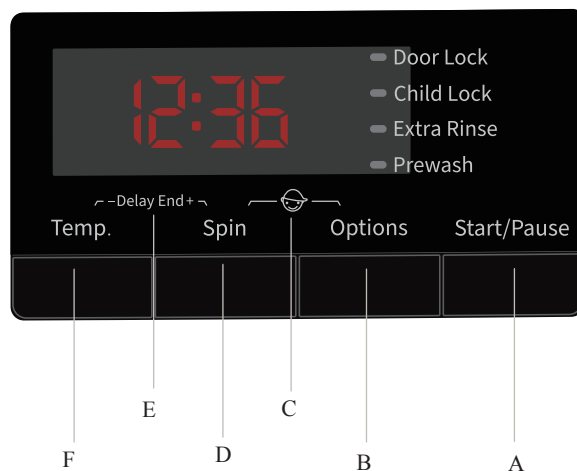 12:36
Door Lock
Child Lock
Extra Rinse
Prewash
–Delay End+
Temp. Spin Options Start/Pause
E C
F D B A